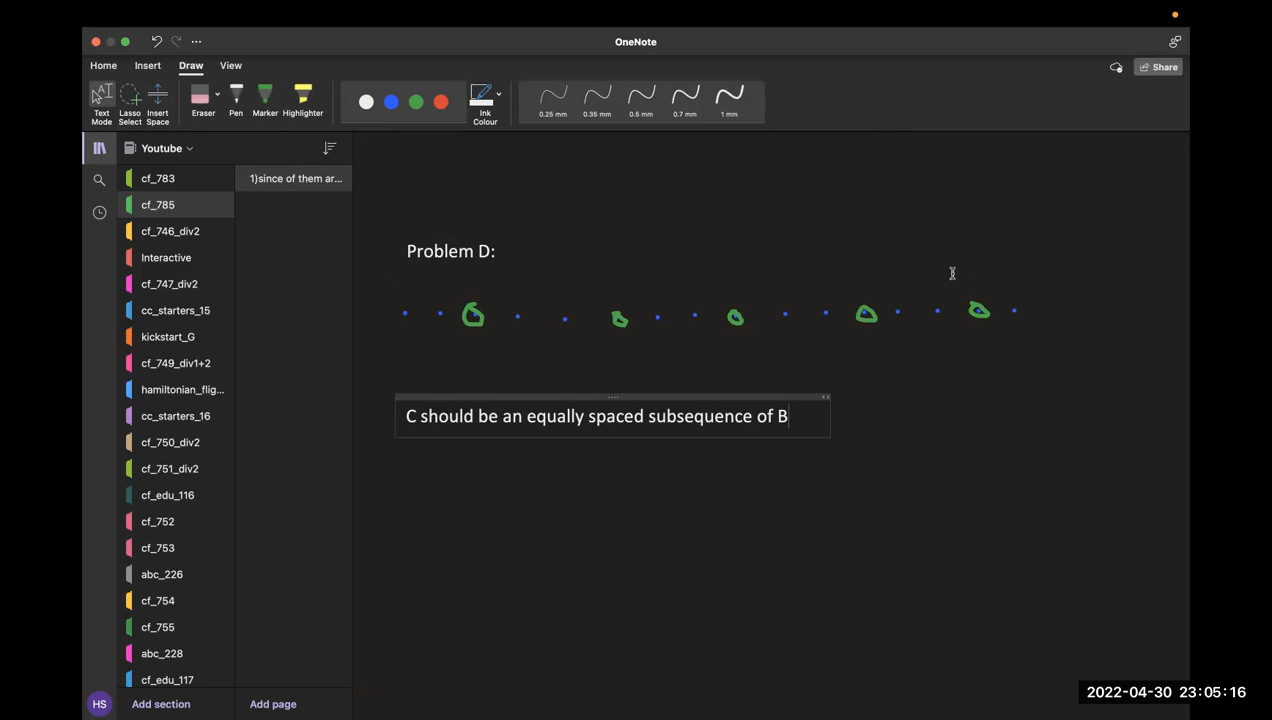 OneNote
Home Insert Draw View
Share
Text Mode
Lasso Select
Insert Space
Eraser
Pen
Marker
Highlighter
Ink Colour
0.25 mm 0.35 mm 0.5 mm 0.7 mm 1 mm
Youtube
cf_783
cf_785
cf_746_div2
Interactive
cf_747_div2
cc_starters_15
kickstart_G
cf_749_div1+2
hamiltonian_flig...
cc_starters_16
cf_750_div2
cf_751_div2
cf_edu_116
cf_752
cf_753
abc_226
cf_754
cf_755
abc_228
cf_edu_117
HS
Add section
1)since of them ar...
Add page
Problem D:
C should be an equally spaced subsequence of B
2022-04-30 23:05:16